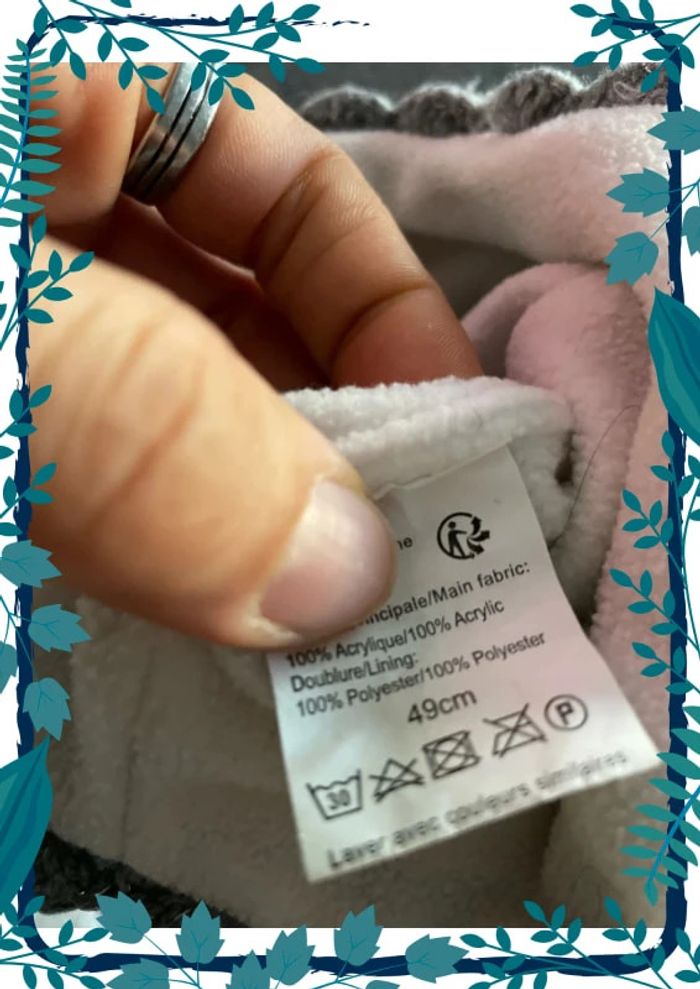 100% Acrylique/100% Acrylic
Doublure/Lining:
100% Polyester/100% Polyester
49cm
30 P
Laver avec couleurs similaires